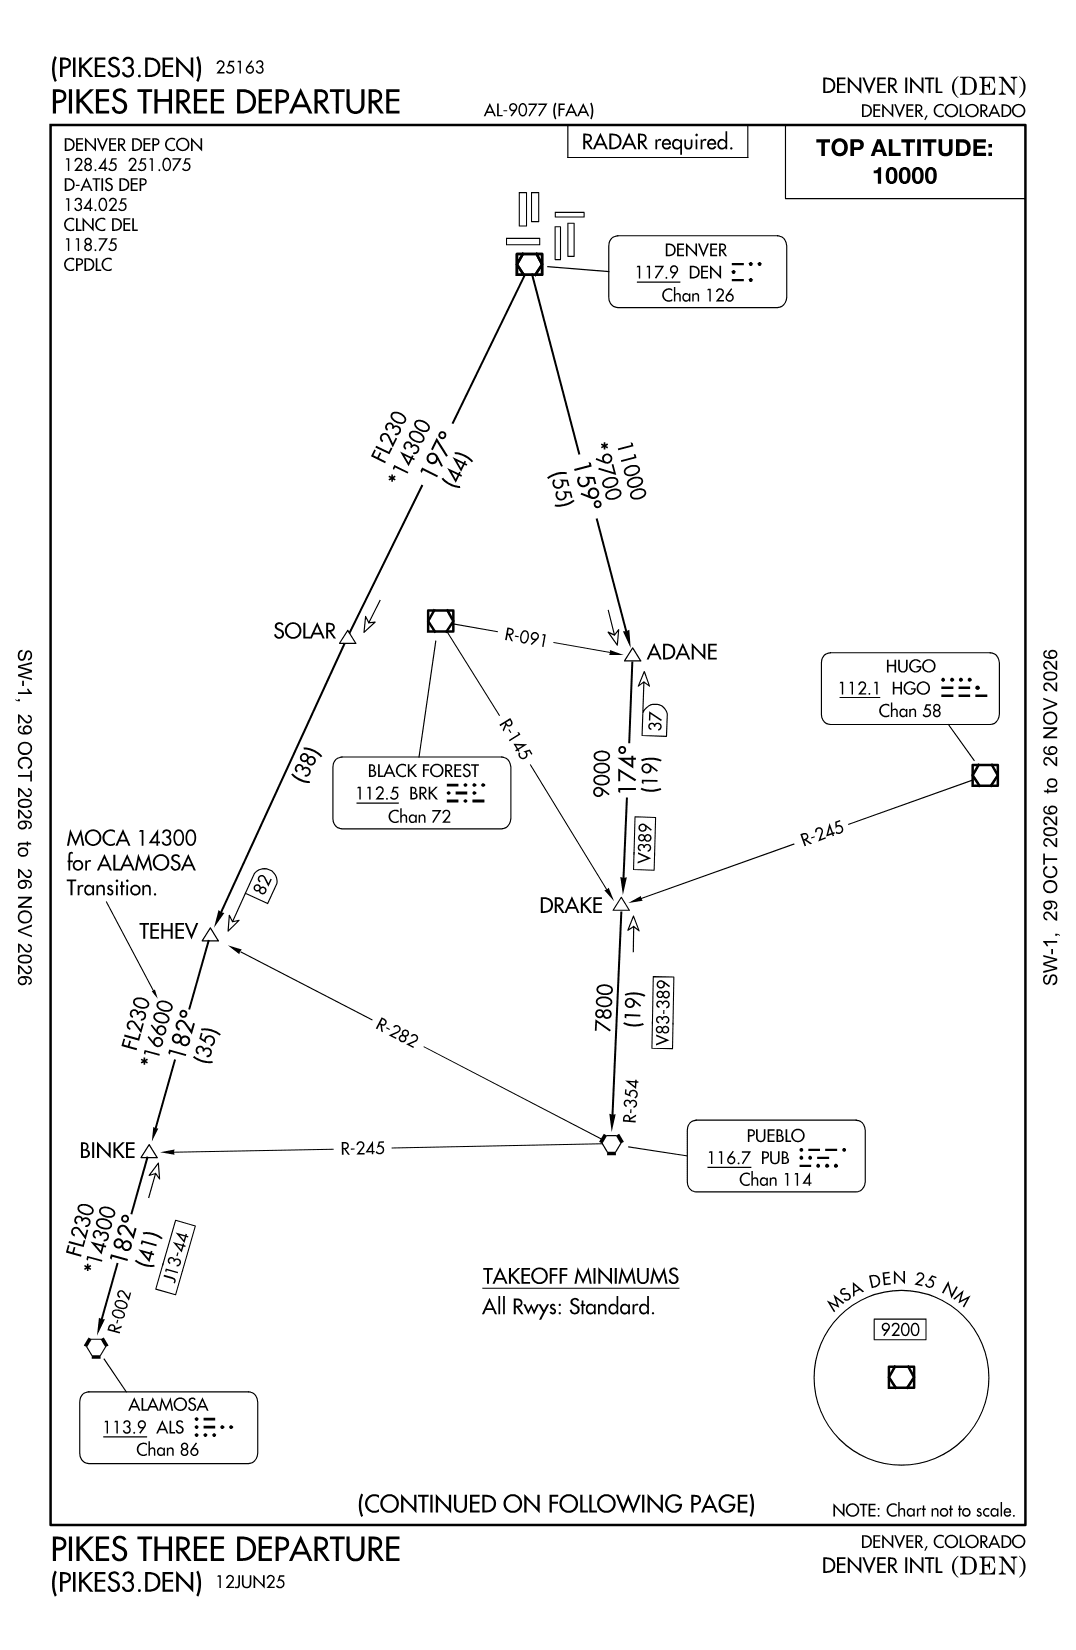 (PIKES3.DEN) 25163
PIKES THREE DEPARTURE
AL-9077 (FAA)
DENVER INTL (DEN)
DENVER, COLORADO
DENVER DEP CON
128.45 251.075
D-ATIS DEP
134.025
CLNC DEL
118.75
CPDLC
RADAR required.
TOP ALTITUDE:
10000
DENVER
117.9 DEN
Chan 126
FL230
*14300
197°
(44)
11000
*9700
159°
(55)
SOLAR
R-091
ADANE
HUGO
112.1 HGO
Chan 58
37
R-145
(38)
BLACK FOREST
112.5 BRK
Chan 72
9000
174°
(19)
V389
R-245
MOCA 14300
for ALAMOSA
Transition.
82
DRAKE
TEHEV
FL230
*16600
182°
(35)
R-282
7800
(19)
V83-389
R-354
BINKE
R-245
PUEBLO
116.7 PUB
Chan 114
FL230
*14300
182°
(41)
J13-44
R-002
TAKEOFF MINIMUMS
All Rwys: Standard.
MSA DEN 25 NM
9200
ALAMOSA
113.9 ALS
Chan 86
(CONTINUED ON FOLLOWING PAGE)
NOTE: Chart not to scale.
SW-1, 29 OCT 2026 to 26 NOV 2026
SW-1, 29 OCT 2026 to 26 NOV 2026
PIKES THREE DEPARTURE
(PIKES3.DEN) 12JUN25
DENVER, COLORADO
DENVER INTL (DEN)